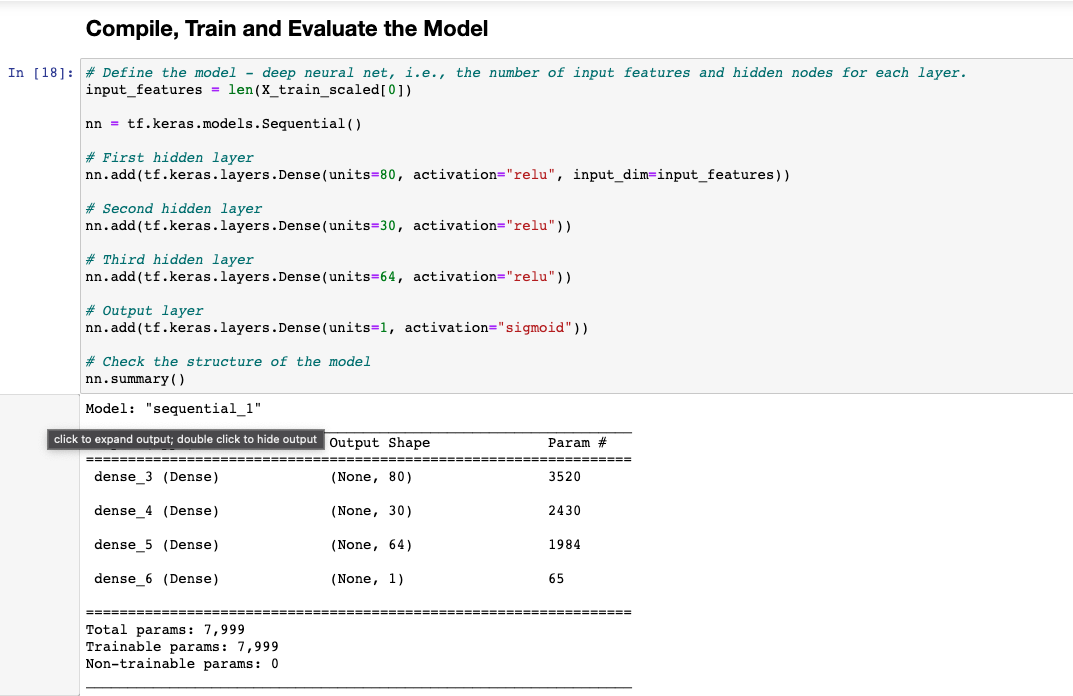 Compile, Train and Evaluate the Model
In [18]:
# Define the model - deep neural net, i.e., the number of input features and hidden nodes for each layer.
input_features = len(X_train_scaled[0])
nn = tf.keras.models.Sequential()
# First hidden layer
nn.add(tf.keras.layers.Dense(units=80, activation="relu", input_dim=input_features))
# Second hidden layer
nn.add(tf.keras.layers.Dense(units=30, activation="relu"))
# Third hidden layer
nn.add(tf.keras.layers.Dense(units=64, activation="relu"))
# Output layer
nn.add(tf.keras.layers.Dense(units=1, activation="sigmoid"))
# Check the structure of the model
nn.summary()
Model: "sequential_1"
click to expand output; double click to hide output
Output Shape Param #
dense_3 (Dense) (None, 80) 3520
dense_4 (Dense) (None, 30) 2430
dense_5 (Dense) (None, 64) 1984
dense_6 (Dense) (None, 1) 65
Total params: 7,999
Trainable params: 7,999
Non-trainable params: 0